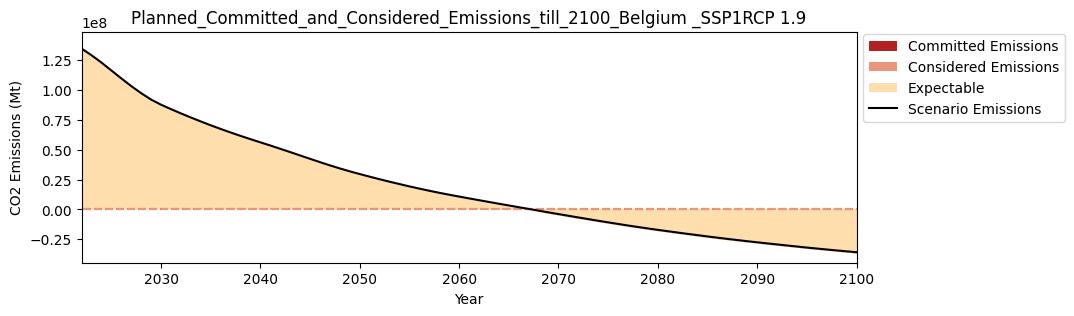 Planned_Committed_and_Considered_Emissions_till_2100_Belgium _SSP1RCP 1.9
1e8
CO2 Emissions (Mt)
1.25
1.00
0.75
0.50
0.25
0.00
−0.25
2030 2040 2050 2060 2070 2080 2090 2100
Year
Committed Emissions
Considered Emissions
Expectable
Scenario Emissions